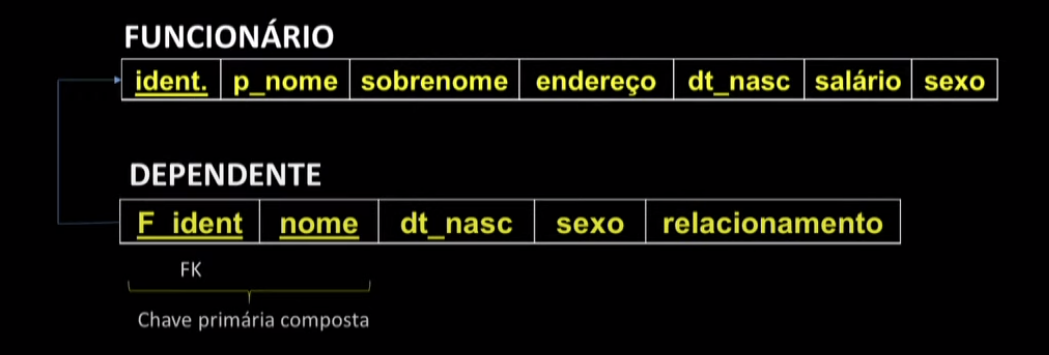 FUNCIONÁRIO
ident. p_nome sobrenome endereço dt_nasc salário sexo
DEPENDENTE
F_ident nome dt_nasc sexo relacionamento
FK
Chave primária composta